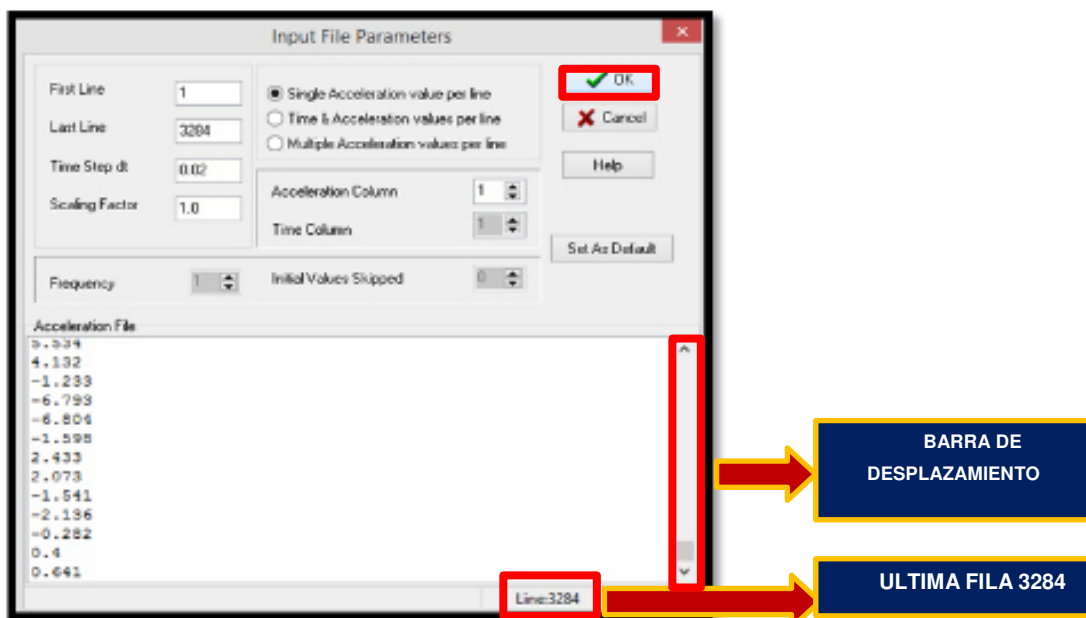 Input File Parameters
First Line
1
Last Line
3284
Time Step dt
0.02
Scaling Factor
1.0
Single Acceleration value per line
Time & Acceleration values per line
Multiple Acceleration values per line
Acceleration Column
1
Time Column
1
OK
Cancel
Help
Set As Default
Frequency
1
Initial Values Skipped
0
Acceleration File
5.534
4.132
-1.233
-6.793
-6.804
-1.598
2.433
2.073
-1.541
-2.136
-0.282
0.4
0.641
Line:3284
BARRA DE
DESPLAZAMIENTO
ULTIMA FILA 3284